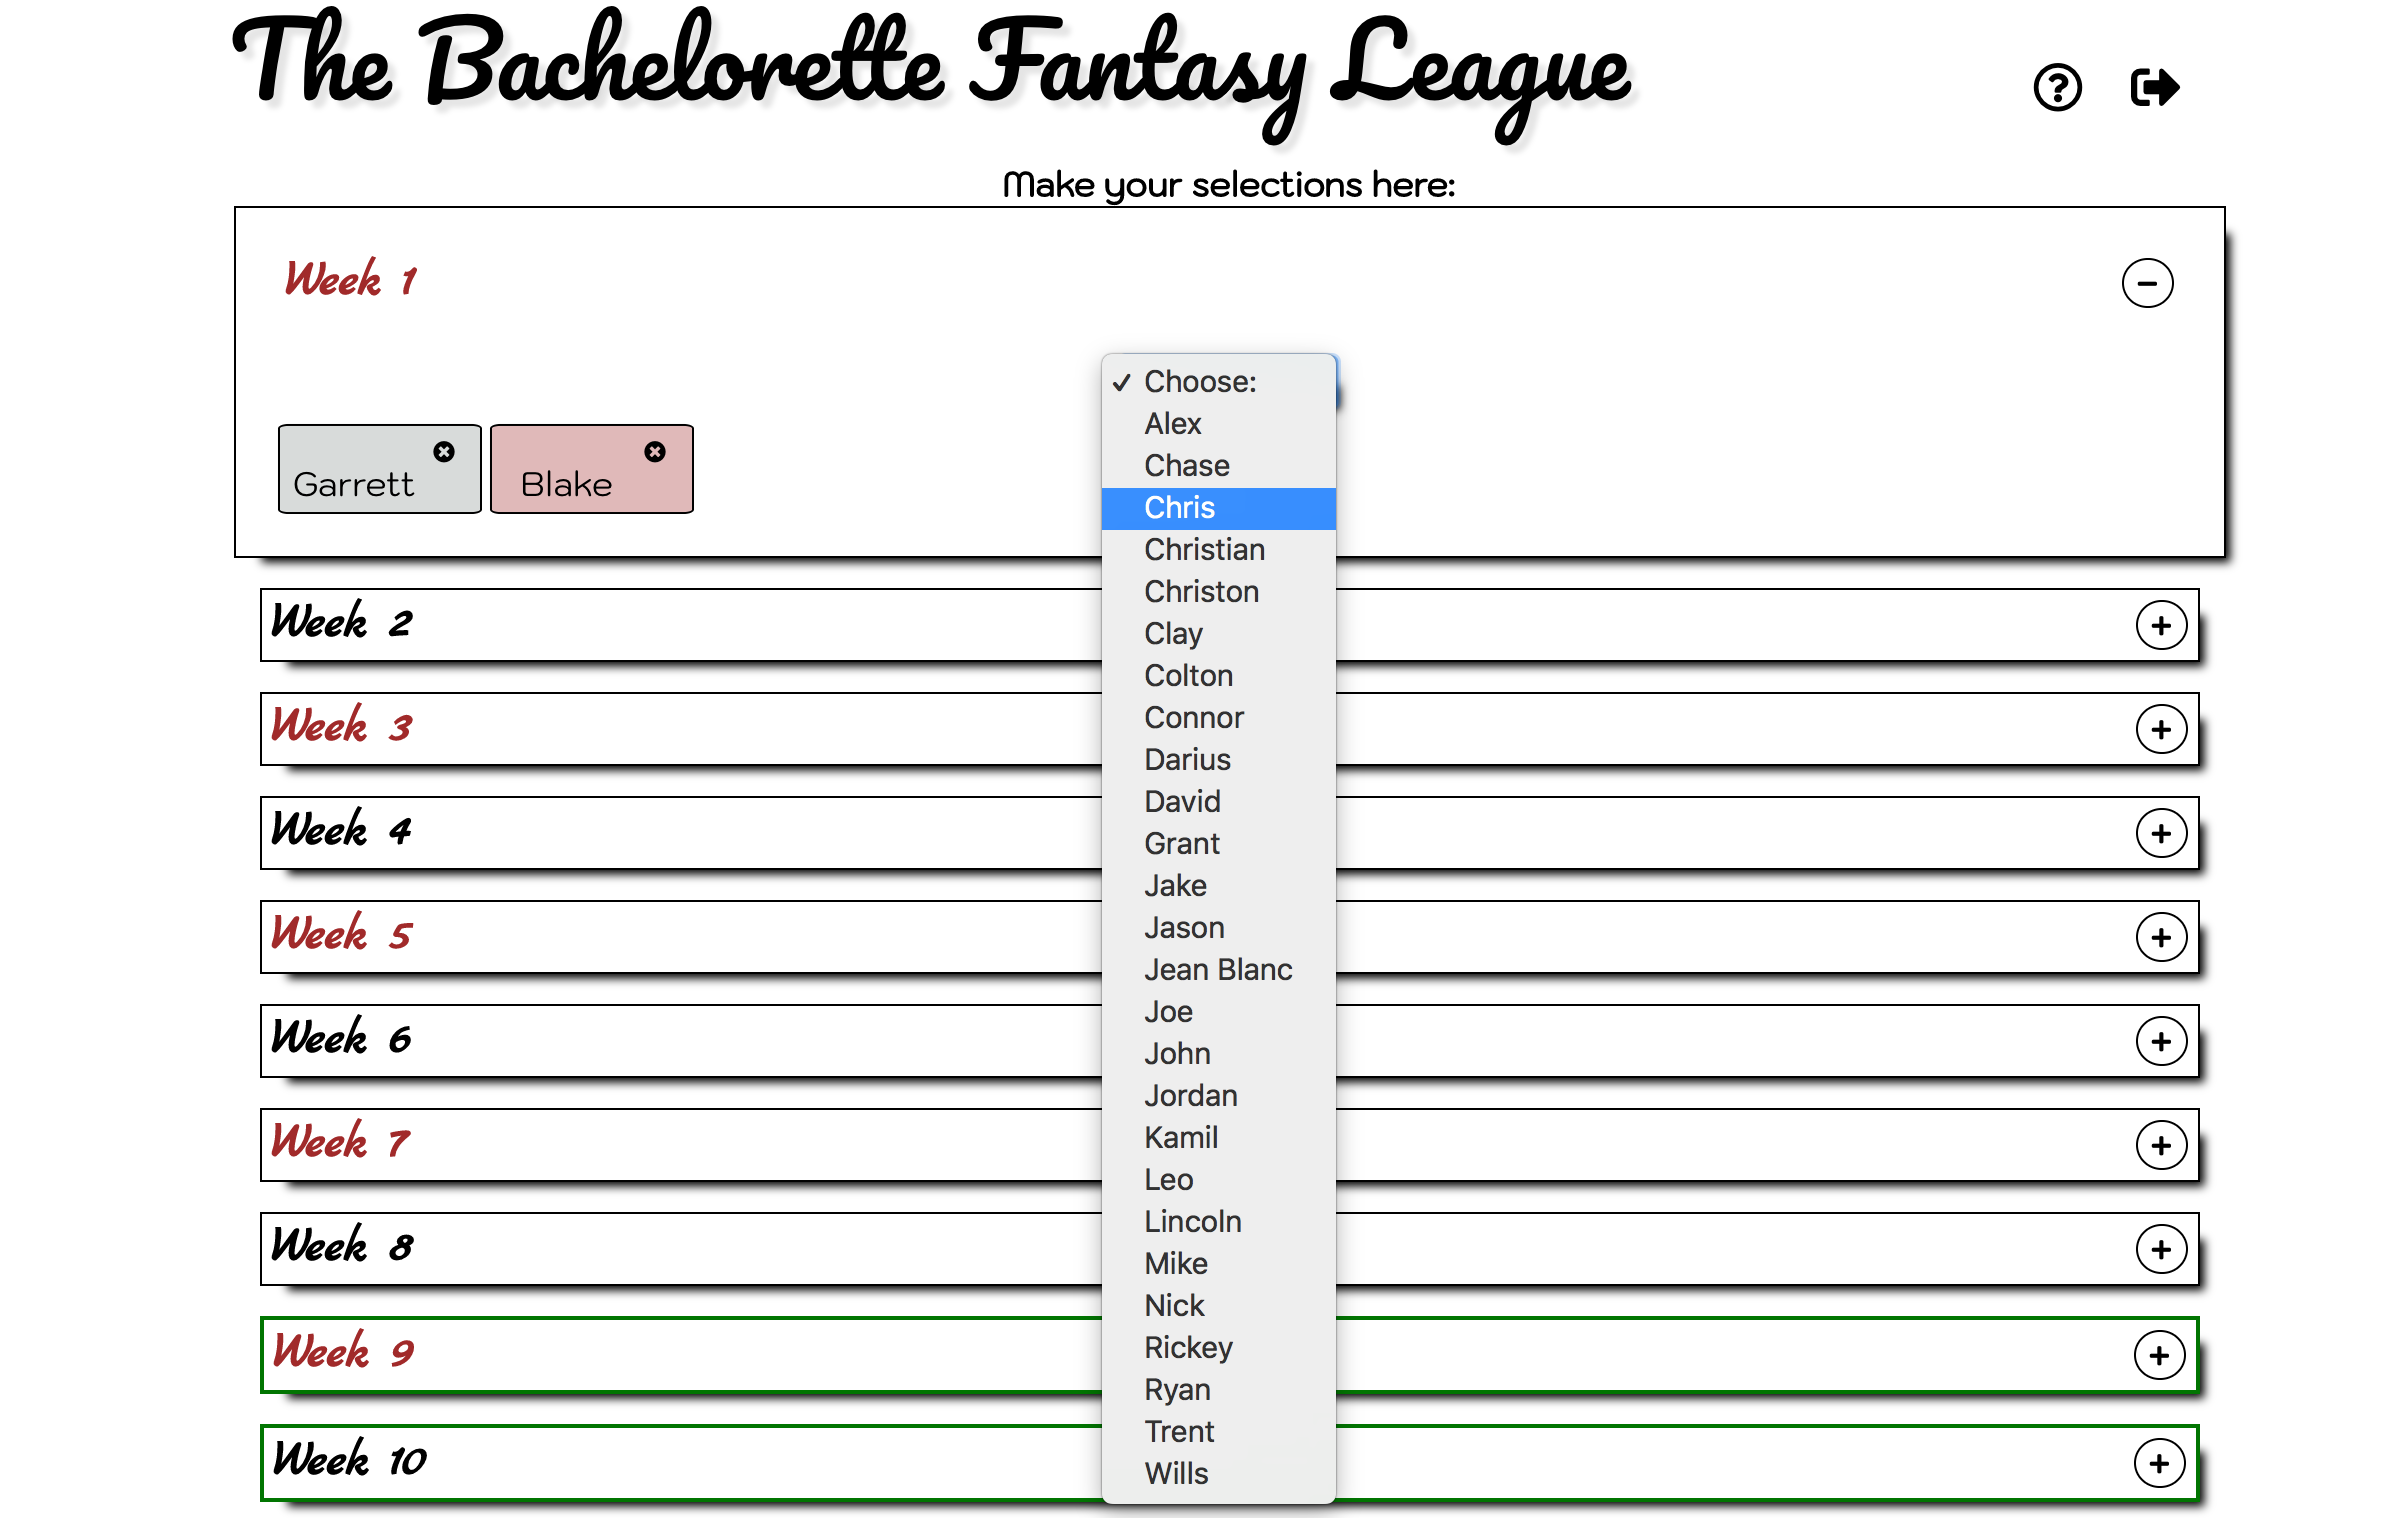 The Bachelorette Fantasy League
Make your selections here:
Week 1
Garrett
Blake
Choose:
Alex
Chase
Chris
Christian
Christon
Clay
Colton
Connor
Darius
David
Grant
Jake
Jason
Jean Blanc
Joe
John
Jordan
Kamil
Leo
Lincoln
Mike
Nick
Rickey
Ryan
Trent
Wills
Week 2
Week 3
Week 4
Week 5
Week 6
Week 7
Week 8
Week 9
Week 10